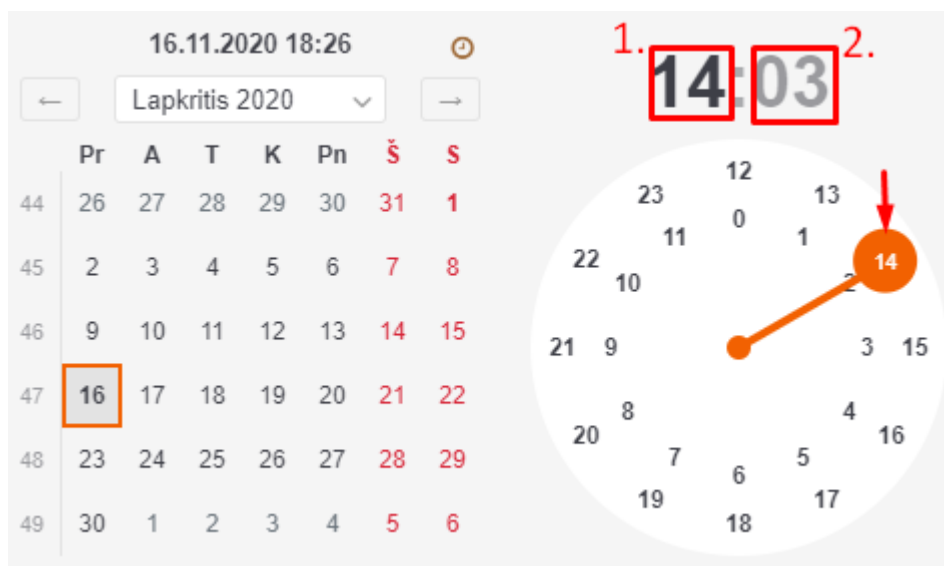 16.11.2020 18:26
← Lapkritis 2020 →
Pr A T K Pn Š S
44 26 27 28 29 30 31 1
45 2 3 4 5 6 7 8
46 9 10 11 12 13 14 15
47 16 17 18 19 20 21 22
48 23 24 25 26 27 28 29
49 30 1 2 3 4 5 6
1. 14:03 2.
12
23 13
0
11 1
22 14
10 2
21 9 3 15
8 4
20 16
7 5
6
19 17
18